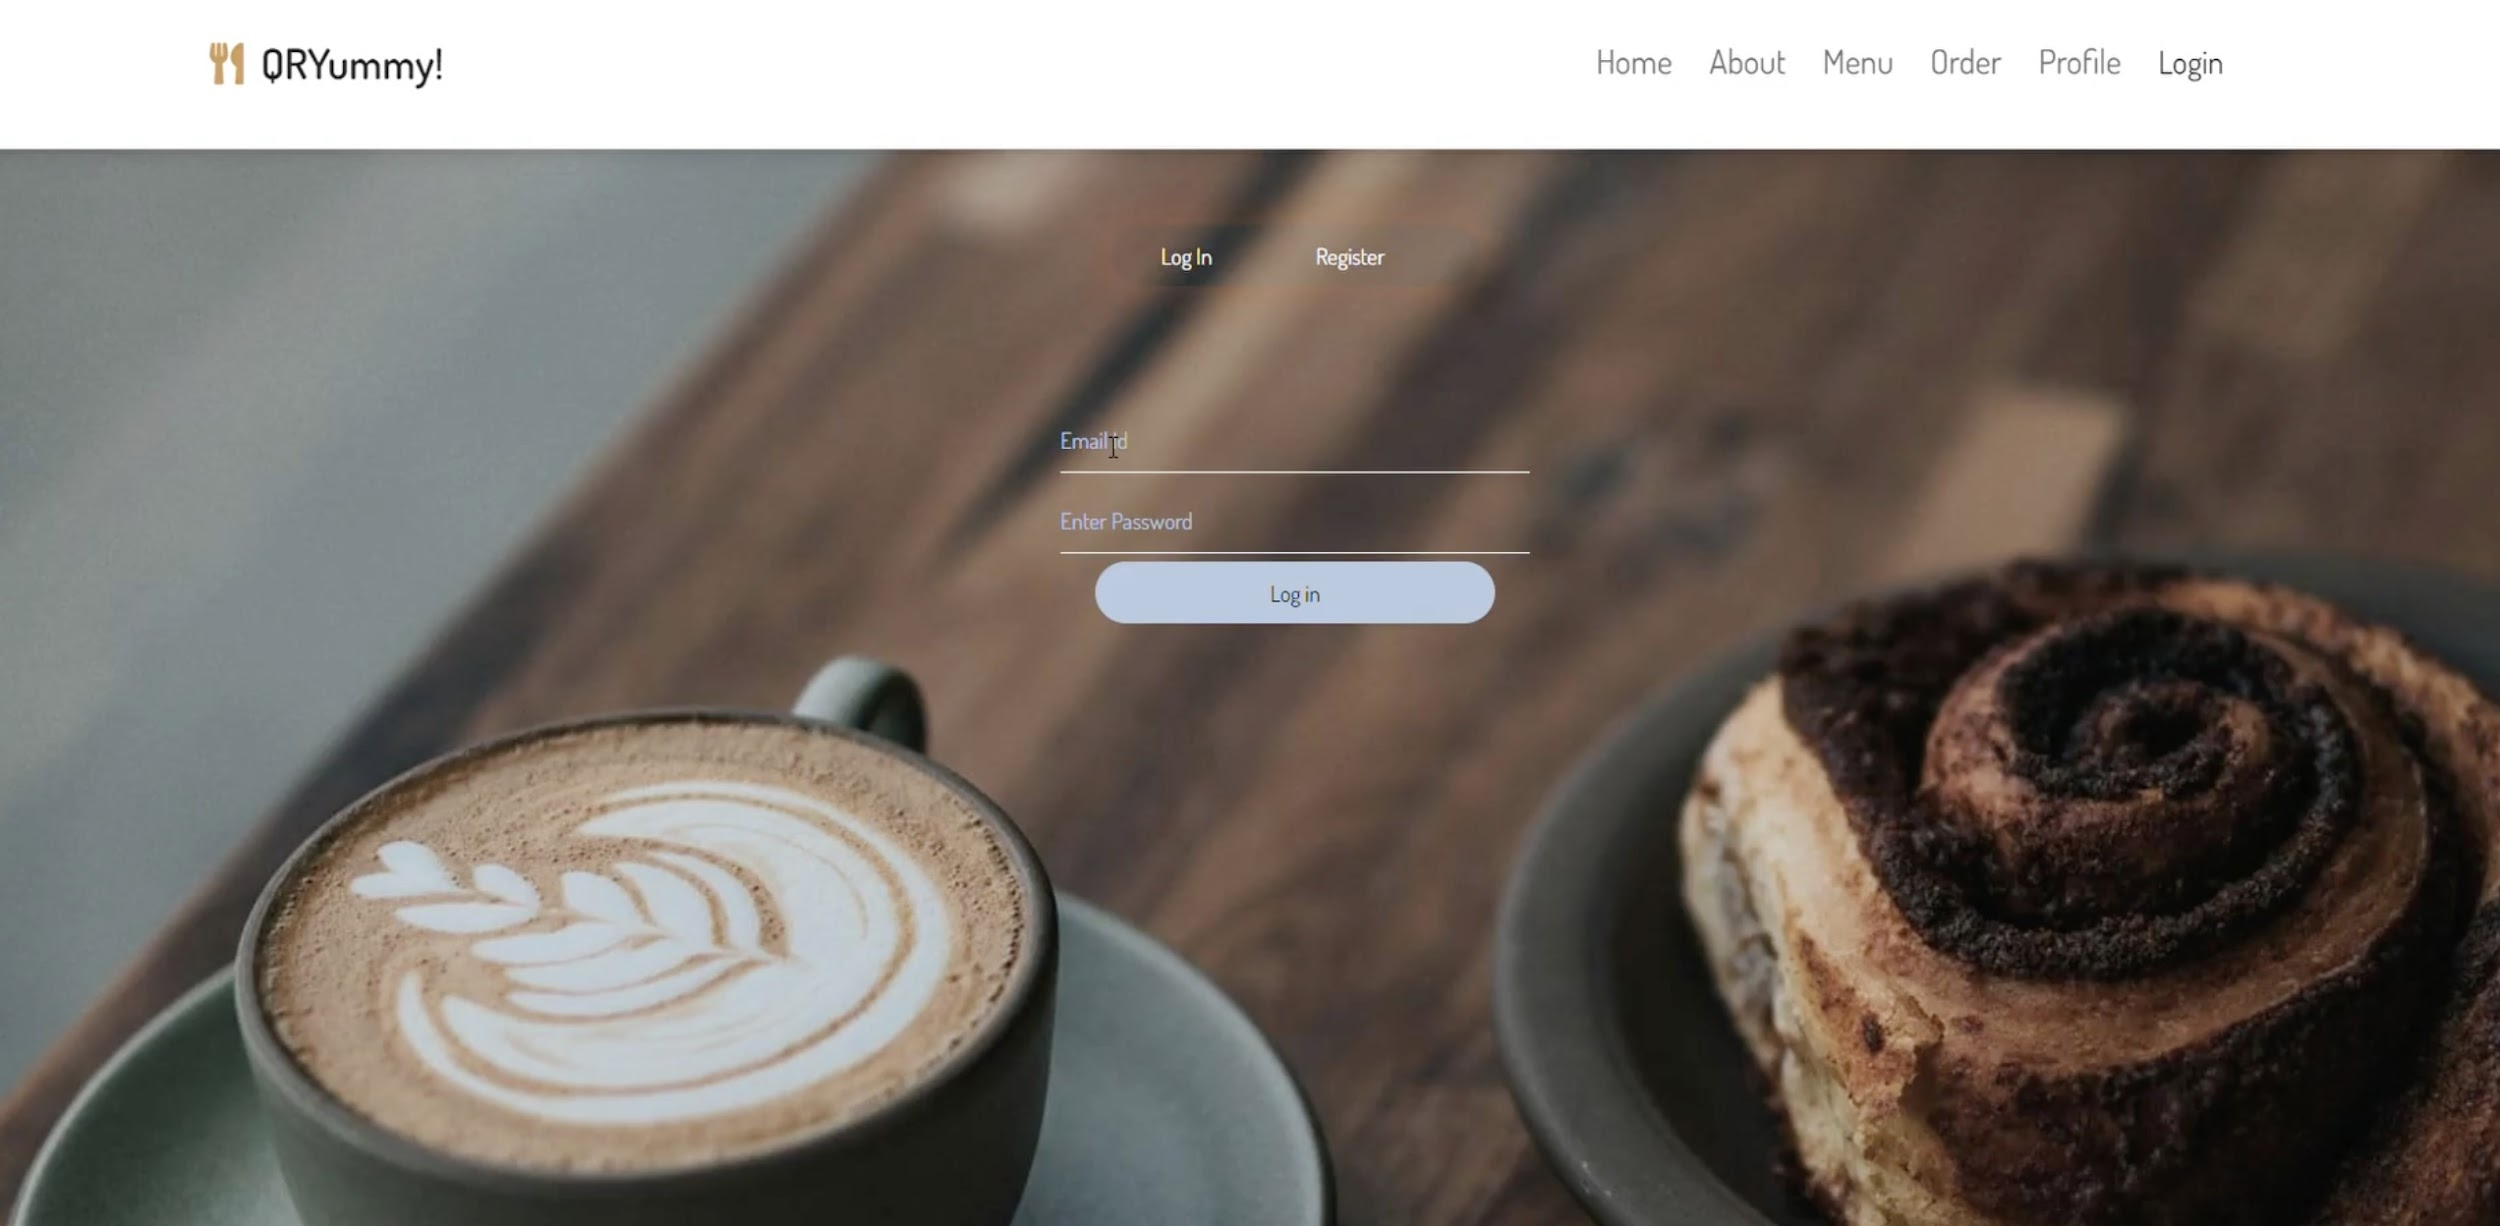 QRYummy!
Home About Menu Order Profile Login
Log In Register
Email id
Enter Password
Log in